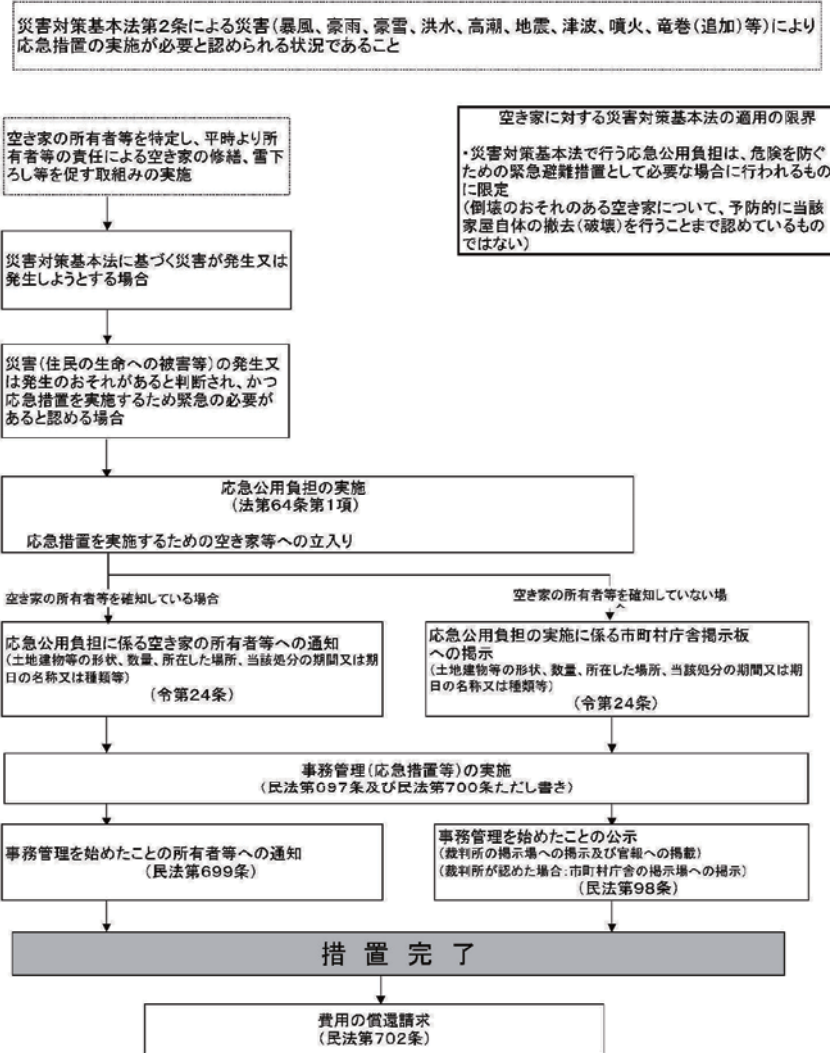 災害対策基本法第2条による災害(暴風、豪雨、豪雪、洪水、高潮、地震、津波、噴火、竜巻(追加)等)により
応急措置の実施が必要と認められる状況であること
空き家の所有者等を特定し、平時より所
有者等の責任による空き家の修繕、雪下
ろし等を促す取組みの実施
空き家に対する災害対策基本法の適用の限界
・災害対策基本法で行う応急公用負担は、危険を防ぐ
ための緊急避難措置として必要な場合に行われるもの
に限定
(倒壊のおそれのある空き家について、予防的に当該
家屋自体の撤去(破壊)を行うことまで認めているもの
ではない)
災害対策基本法に基づく災害が発生又は
発生しようとする場合
災害(住民の生命への被害等)の発生又
は発生のおそれがあると判断され、かつ
応急措置を実施するため緊急の必要が
あると認める場合
応急公用負担の実施
(法第64条第1項)
応急措置を実施するための空き家等への立入り
空き家の所有者等を確知している場合
空き家の所有者等を確知していない場
応急公用負担に係る空き家の所有者等への通知
(土地建物等の形状、数量、所在した場所、当該処分の期間又は期
日の名称又は種類等)
(令第24条)
応急公用負担の実施に係る市町村庁舎掲示板
への掲示
(土地建物等の形状、数量、所在した場所、当該処分の期間又は期
日の名称又は種類等)
(令第24条)
事務管理(応急措置等)の実施
(民法第697条及び民法第700条ただし書き)
事務管理を始めたことの所有者等への通知
(民法第699条)
事務管理を始めたことの公示
(裁判所の掲示場への掲示及び官報への掲載)
(裁判所が認めた場合:市町村庁舎の掲示場への掲示)
(民法第98条)
措置完了
費用の償還請求
(民法第702条)